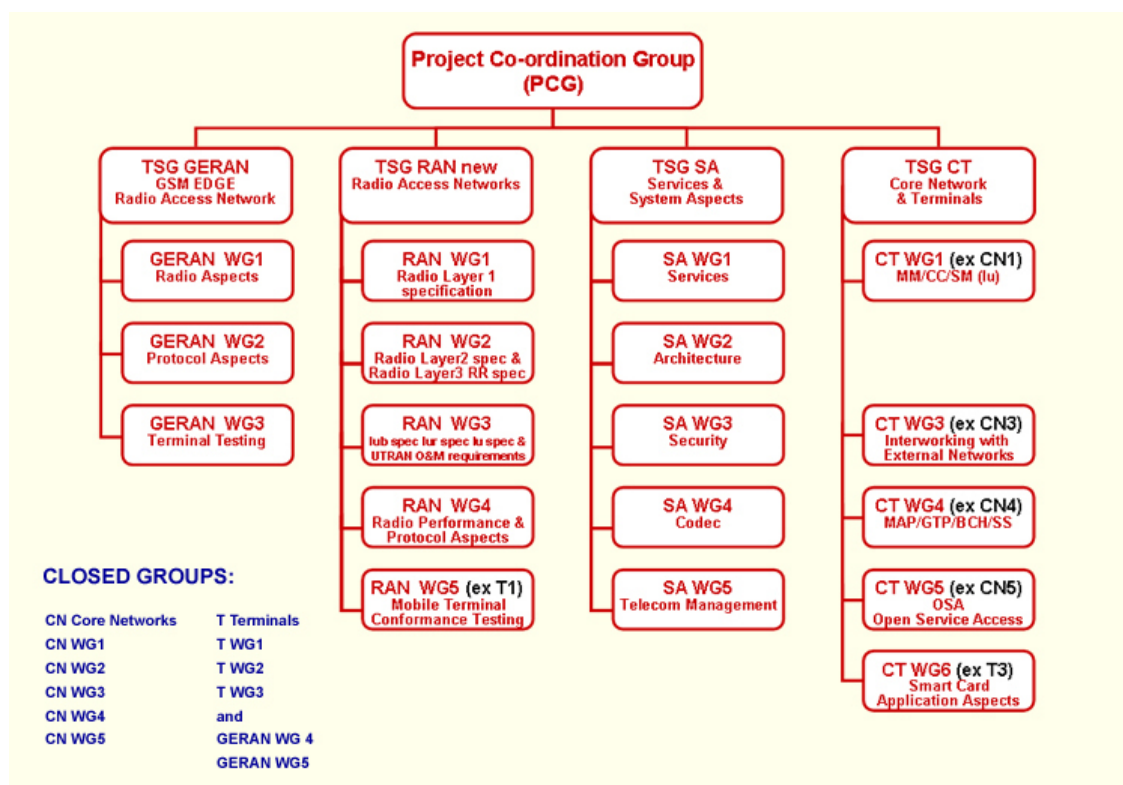 Project Co-ordination Group
(PCG)
TSG GERAN
GSM EDGE
Radio Access Network
GERAN WG1
Radio Aspects
GERAN WG2
Protocol Aspects
GERAN WG3
Terminal Testing
TSG RAN new
Radio Access Networks
RAN WG1
Radio Layer 1
specification
RAN WG2
Radio Layer2 spec &
Radio Layer3 RR spec
RAN WG3
Iub spec Iur spec Iu spec &
UTRAN O&M requirements
RAN WG4
Radio Performance &
Protocol Aspects
RAN WG5 (ex T1)
Mobile Terminal
Conformance Testing
TSG SA
Services &
System Aspects
SA WG1
Services
SA WG2
Architecture
SA WG3
Security
SA WG4
Codec
SA WG5
Telecom Management
TSG CT
Core Network
& Terminals
CT WG1 (ex CN1)
MM/CC/SM (Iu)
CT WG3 (ex CN3)
Interworking with
External Networks
CT WG4 (ex CN4)
MAP/GTP/BCH/SS
CT WG5 (ex CN5)
OSA
Open Service Access
CT WG6 (ex T3)
Smart Card
Application Aspects
CLOSED GROUPS:
CN Core Networks
CN WG1
CN WG2
CN WG3
CN WG4
CN WG5
T Terminals
T WG1
T WG2
T WG3
and
GERAN WG 4
GERAN WG5